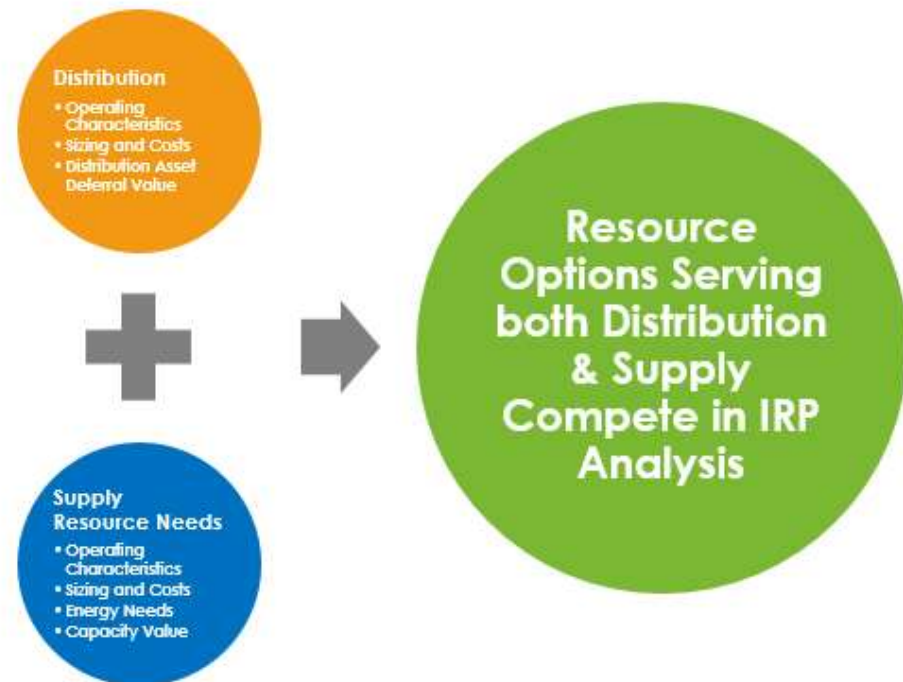 Distribution
• Operating
Characteristics
• Sizing and Costs
• Distribution Asset
Deferral Value
Supply
Resource Needs
• Operating
Characteristics
• Sizing and Costs
• Energy Needs
• Capacity Value
Resource
Options Serving
both Distribution
& Supply
Compete in IRP
Analysis